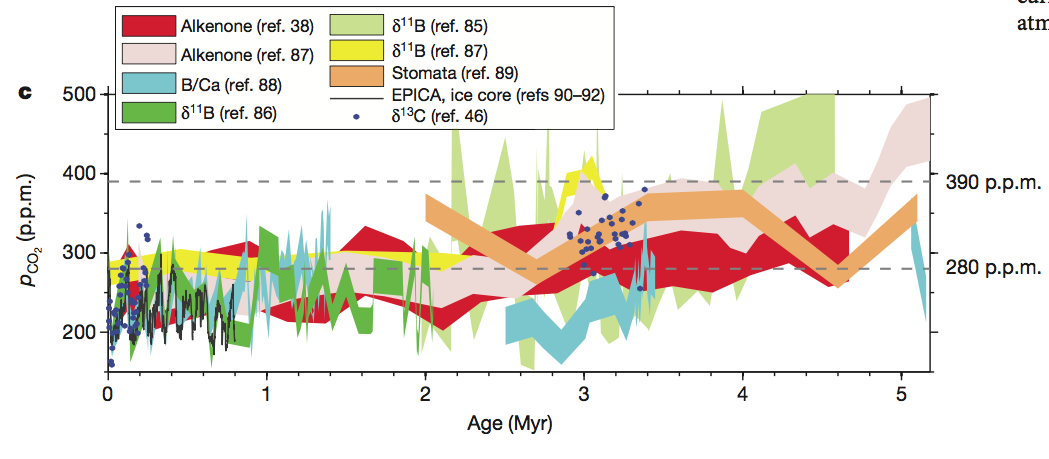 car
atm
Alkenone (ref. 38)
Alkenone (ref. 87)
B/Ca (ref. 88)
δ¹¹B (ref. 86)
δ¹¹B (ref. 85)
δ¹¹B (ref. 87)
Stomata (ref. 89)
EPICA, ice core (refs 90–92)
δ¹³C (ref. 46)
c
500
400
300
200
pCO₂ (p.p.m.)
390 p.p.m.
280 p.p.m.
0 1 2 3 4 5
Age (Myr)